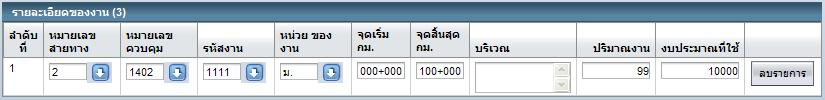 รายละเอียดของงาน (3)
ลำดับที่ หมายเลขสายทาง หมายเลขควบคุม รหัสงาน หน่วย ของงาน จุดเริ่ม กม. จุดสิ้นสุด กม. บริเวณ ปริมาณงาน งบประมาณที่ใช้
1 2 1402 1111 ม. 000+000 100+000 99 10000 ลบรายการ